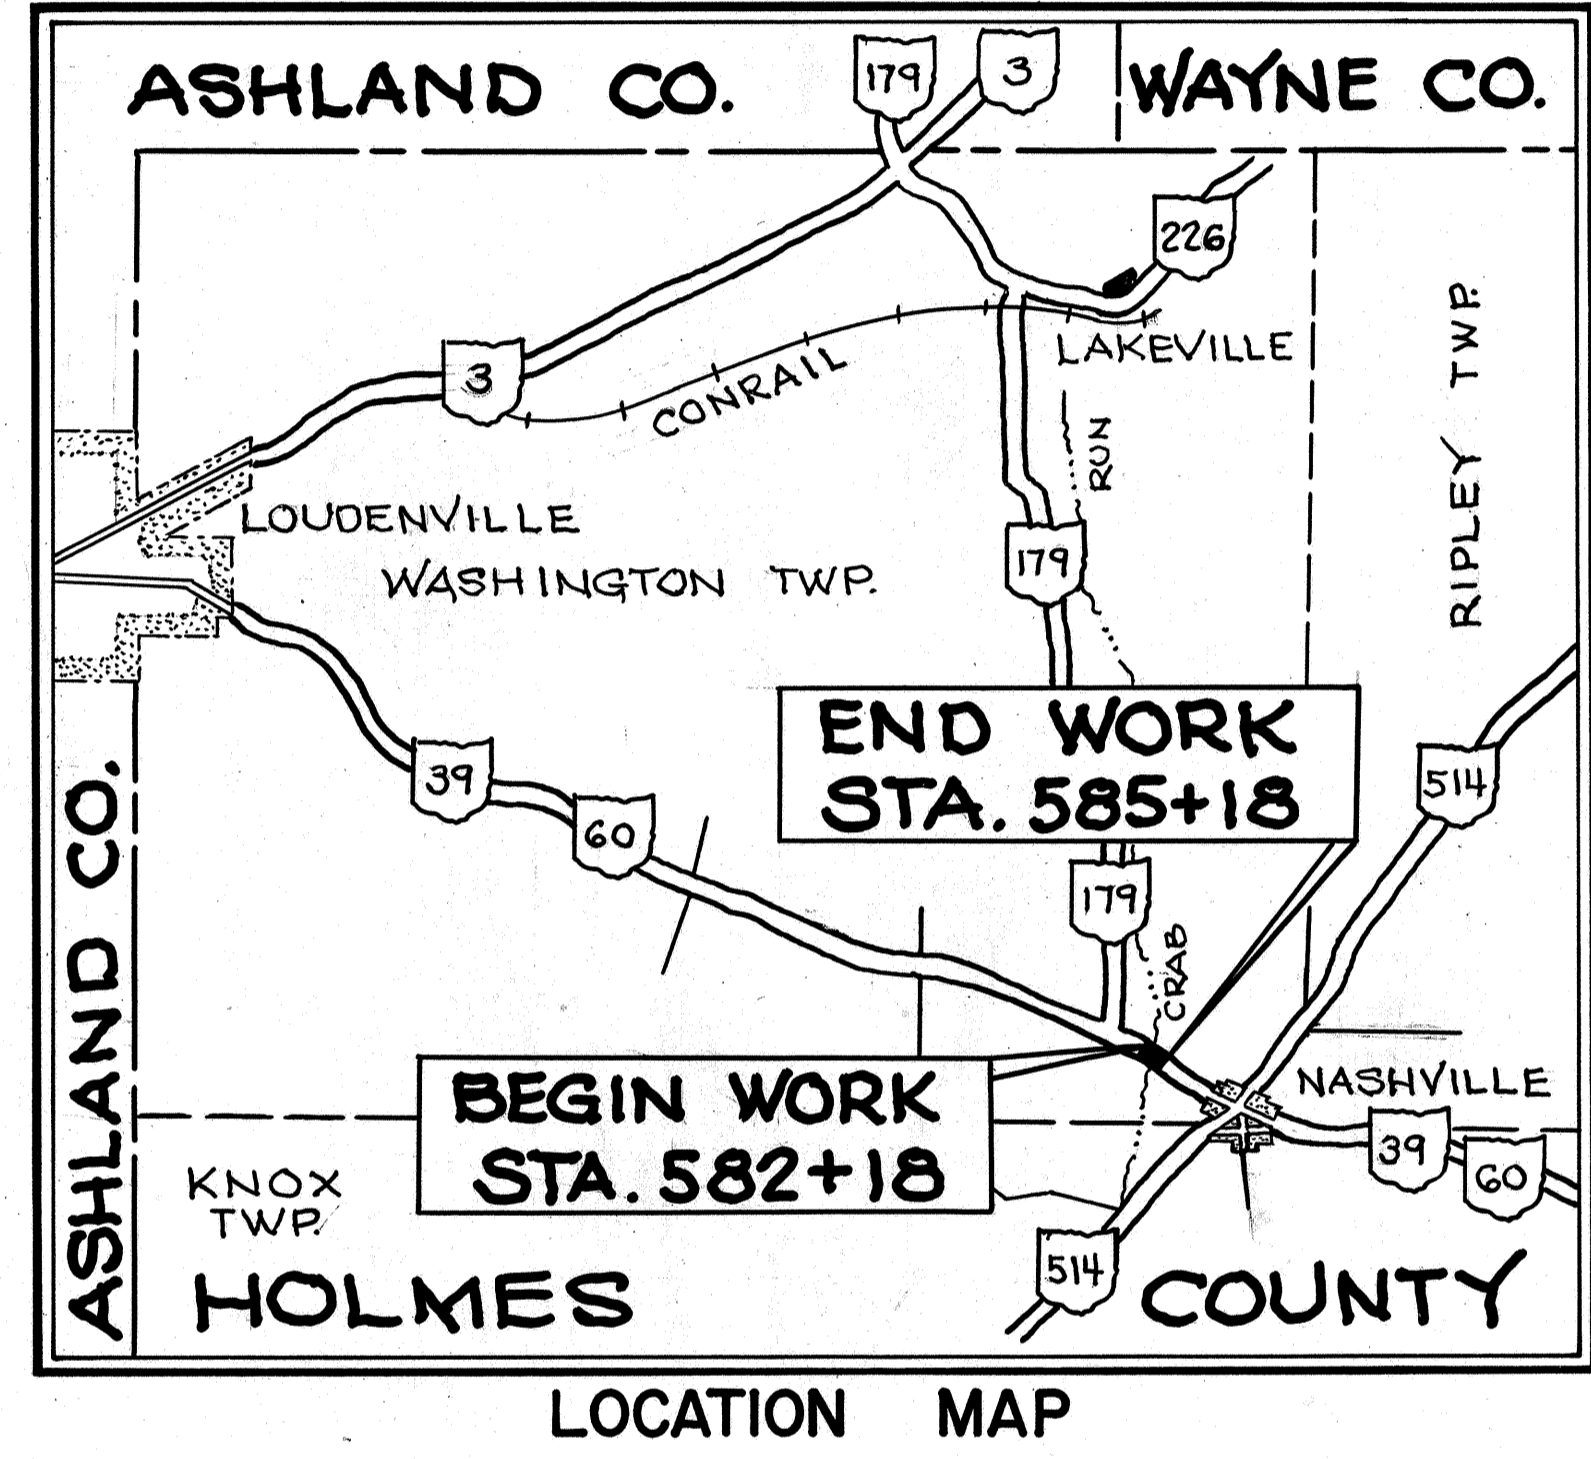 ASHLAND CO.
179
3
WAYNE CO.
226
RIPLEY TWP.
LAKEVILLE
3
CONRAIL
RUN
LOUDENVILLE
179
WASHINGTON TWP.
END WORK
STA. 585+18
39
60
514
179
CRAB
ASHLAND CO.
BEGIN WORK
STA. 582+18
NASHVILLE
39
60
KNOX
TWP.
514
HOLMES COUNTY
LOCATION MAP